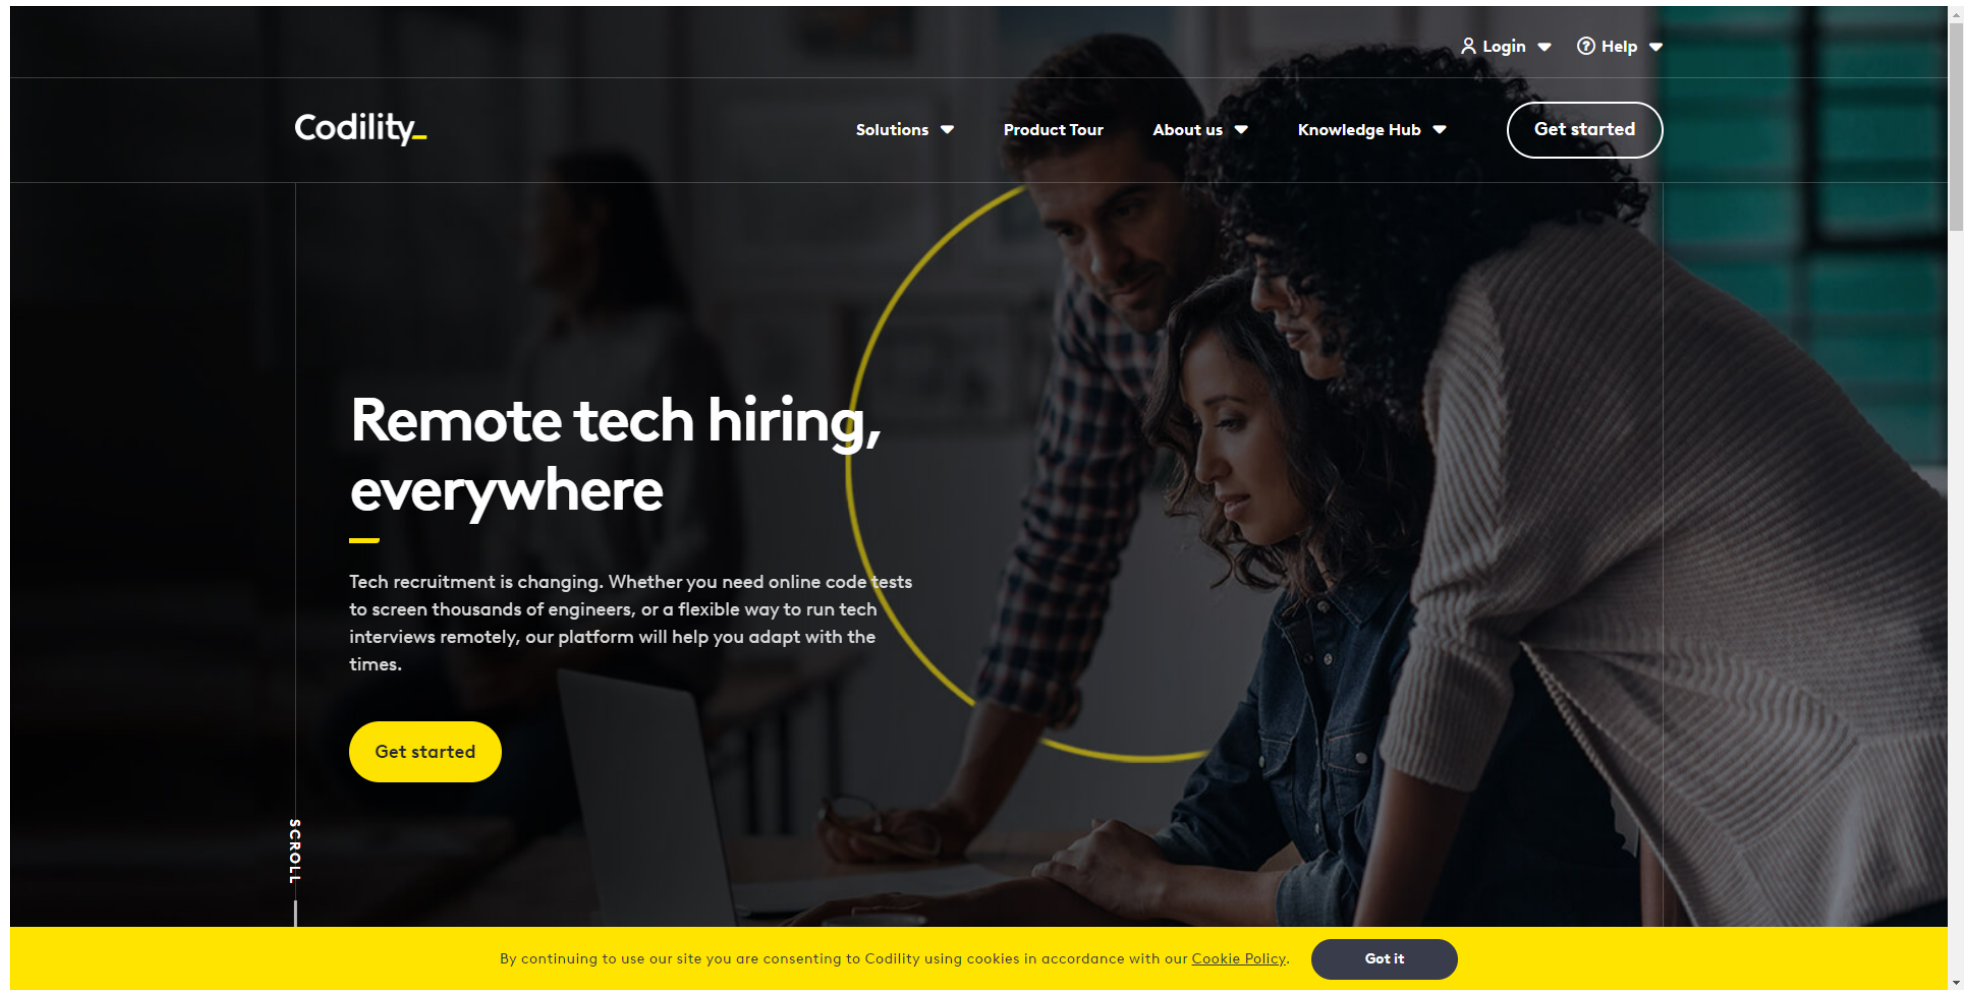 Login
Help
Codility_
Solutions
Product Tour
About us
Knowledge Hub
Get started
Remote tech hiring,
everywhere
Tech recruitment is changing. Whether you need online code tests
to screen thousands of engineers, or a flexible way to run tech
interviews remotely, our platform will help you adapt with the
times.
Get started
SCROLL
By continuing to use our site you are consenting to Codility using cookies in accordance with our Cookie Policy.
Got it